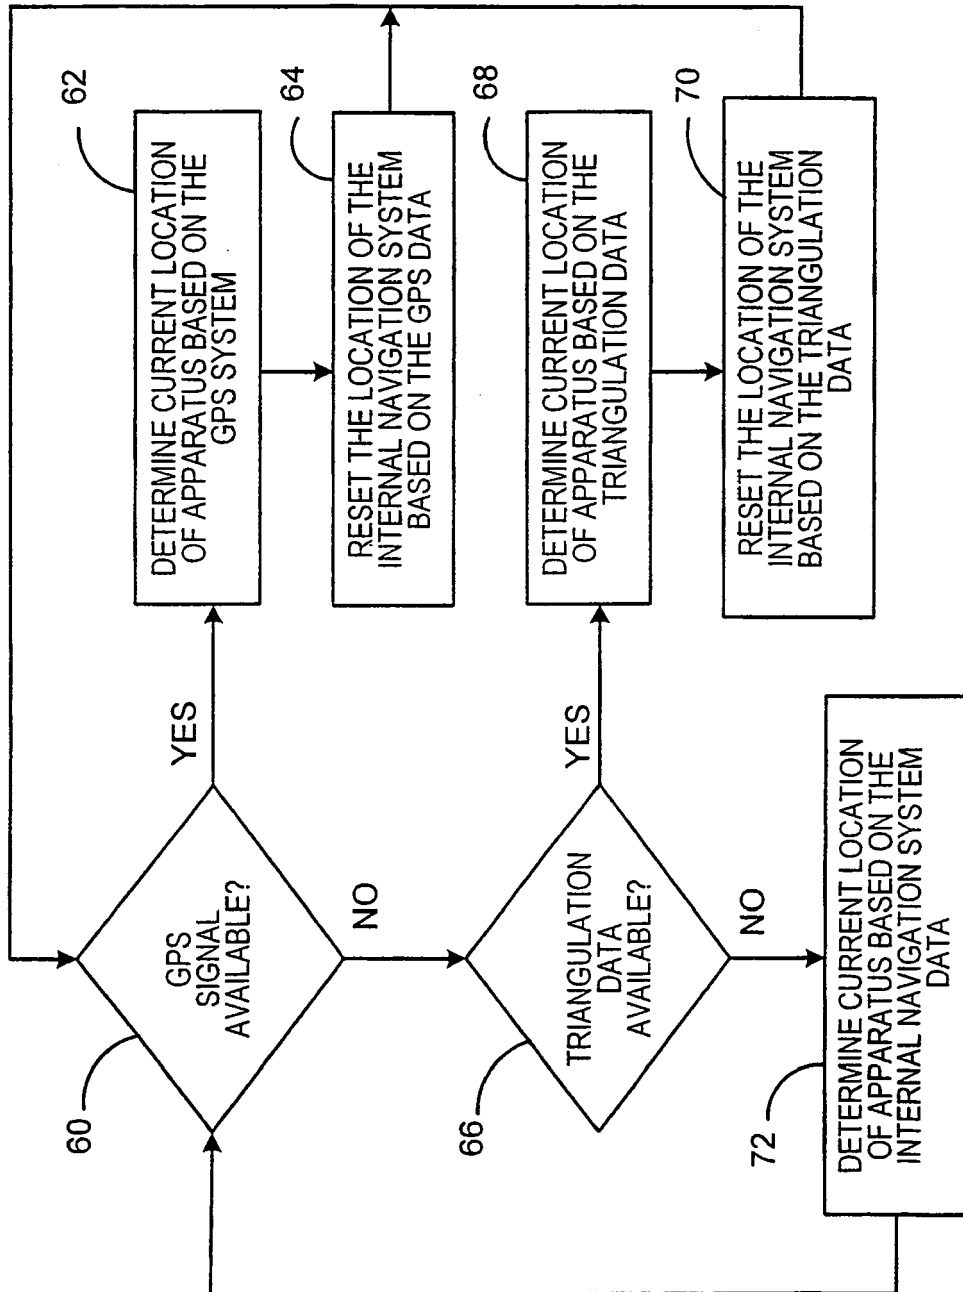 60
GPS
SIGNAL
AVAILABLE?
YES
62
DETERMINE CURRENT LOCATION
OF APPARATUS BASED ON THE
GPS SYSTEM
64
RESET THE LOCATION OF THE
INTERNAL NAVIGATION SYSTEM
BASED ON THE GPS DATA
NO
66
TRIANGULATION
DATA
AVAILABLE?
YES
68
DETERMINE CURRENT LOCATION
OF APPARATUS BASED ON THE
TRIANGULATION DATA
70
RESET THE LOCATION OF THE
INTERNAL NAVIGATION SYSTEM
BASED ON THE TRIANGULATION
DATA
NO
72
DETERMINE CURRENT LOCATION
OF APPARATUS BASED ON THE
INTERNAL NAVIGATION SYSTEM
DATA